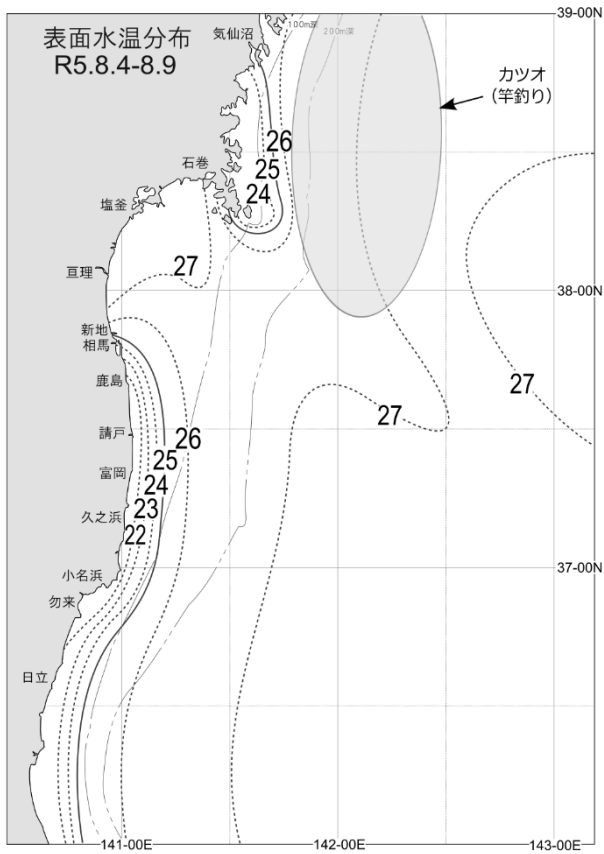 表面水温分布
R5.8.4-8.9
気仙沼
100m深
200m深
39-00N
カツオ
(竿釣り)
石巻
塩釜
亘理
新地
相馬
鹿島
請戸
富岡
久之浜
小名浜
勿来
日立
26
25
24
27
38-00N
27
27
26
25
24
23
22
37-00N
141-00E
142-00E
143-00E